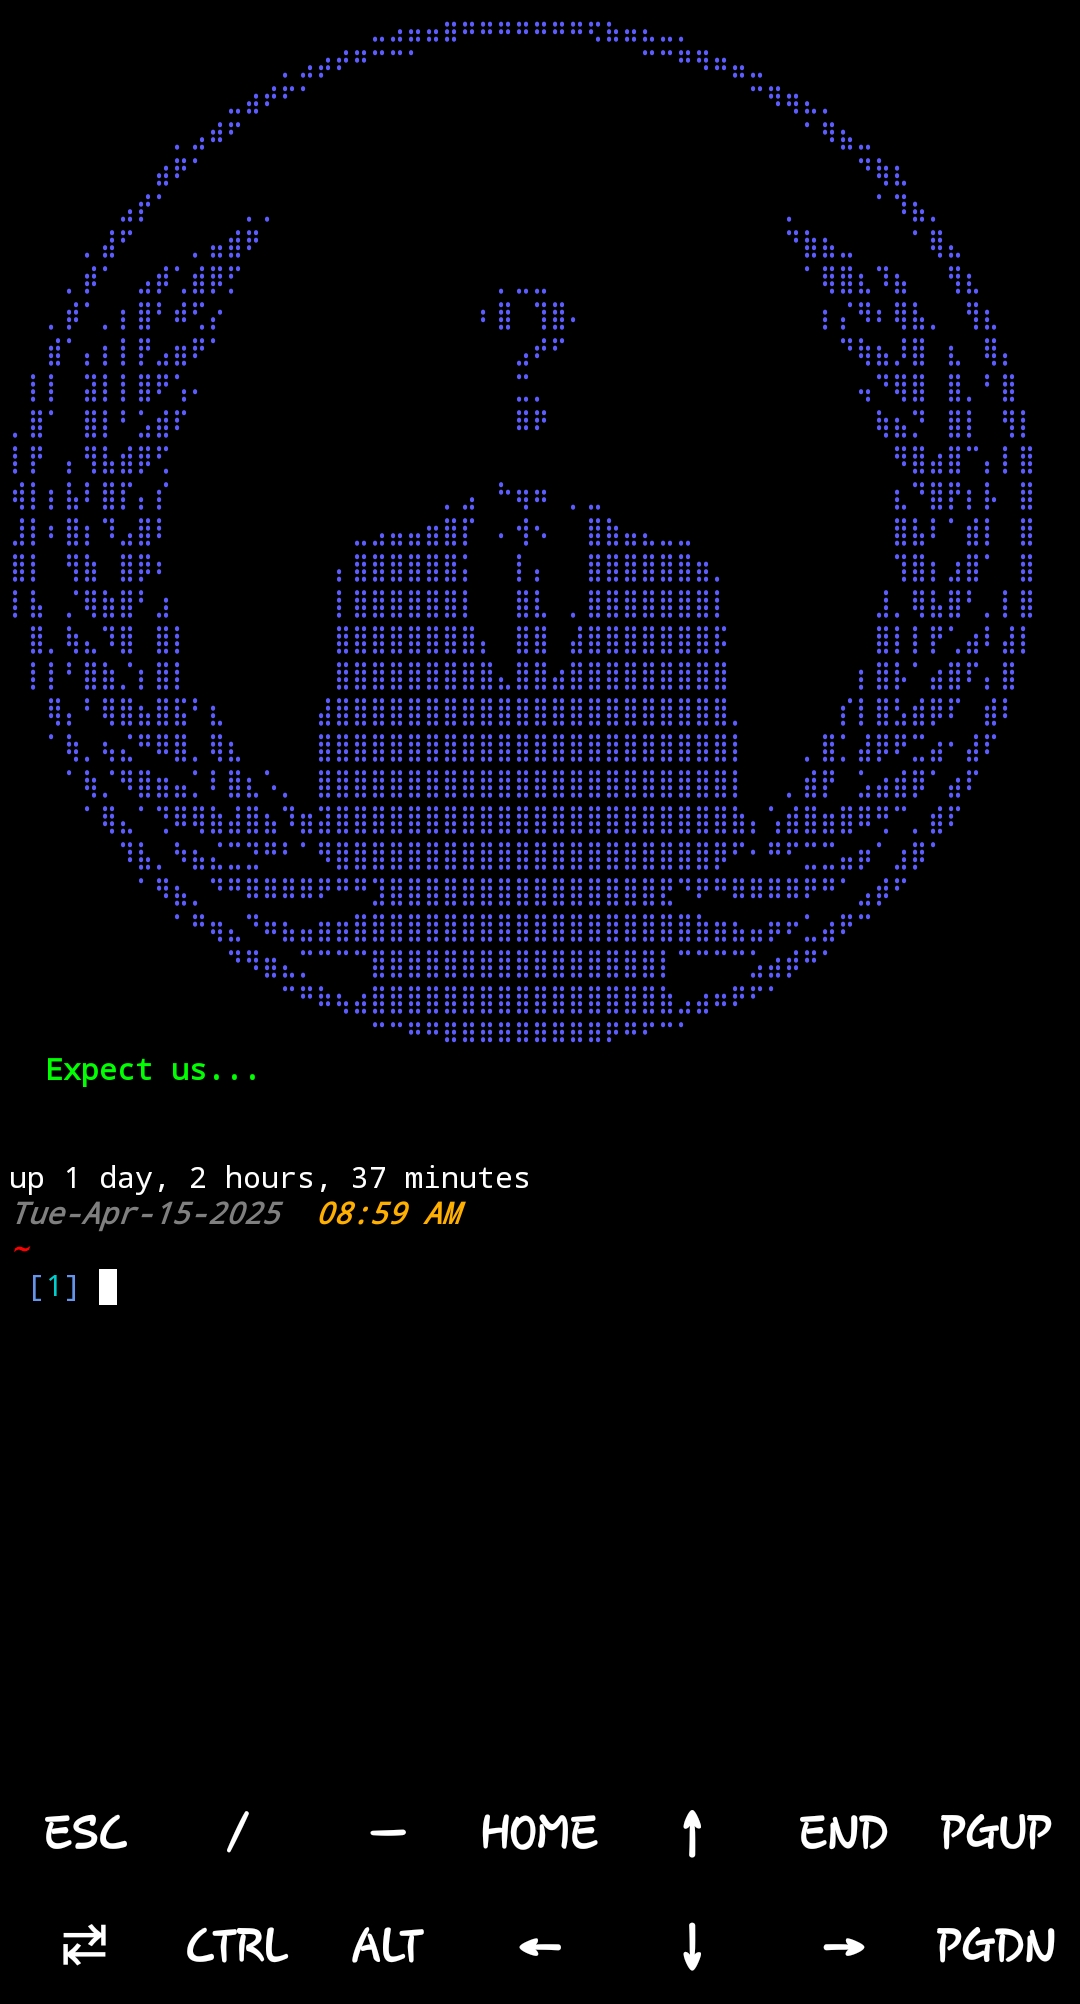 ?
Expect us...
up 1 day, 2 hours, 37 minutes
Tue-Apr-15-2025  08:59 AM
~
[1]
ESC / — HOME ↑ END PGUP
⇄ CTRL ALT ← ↓ → PGDN